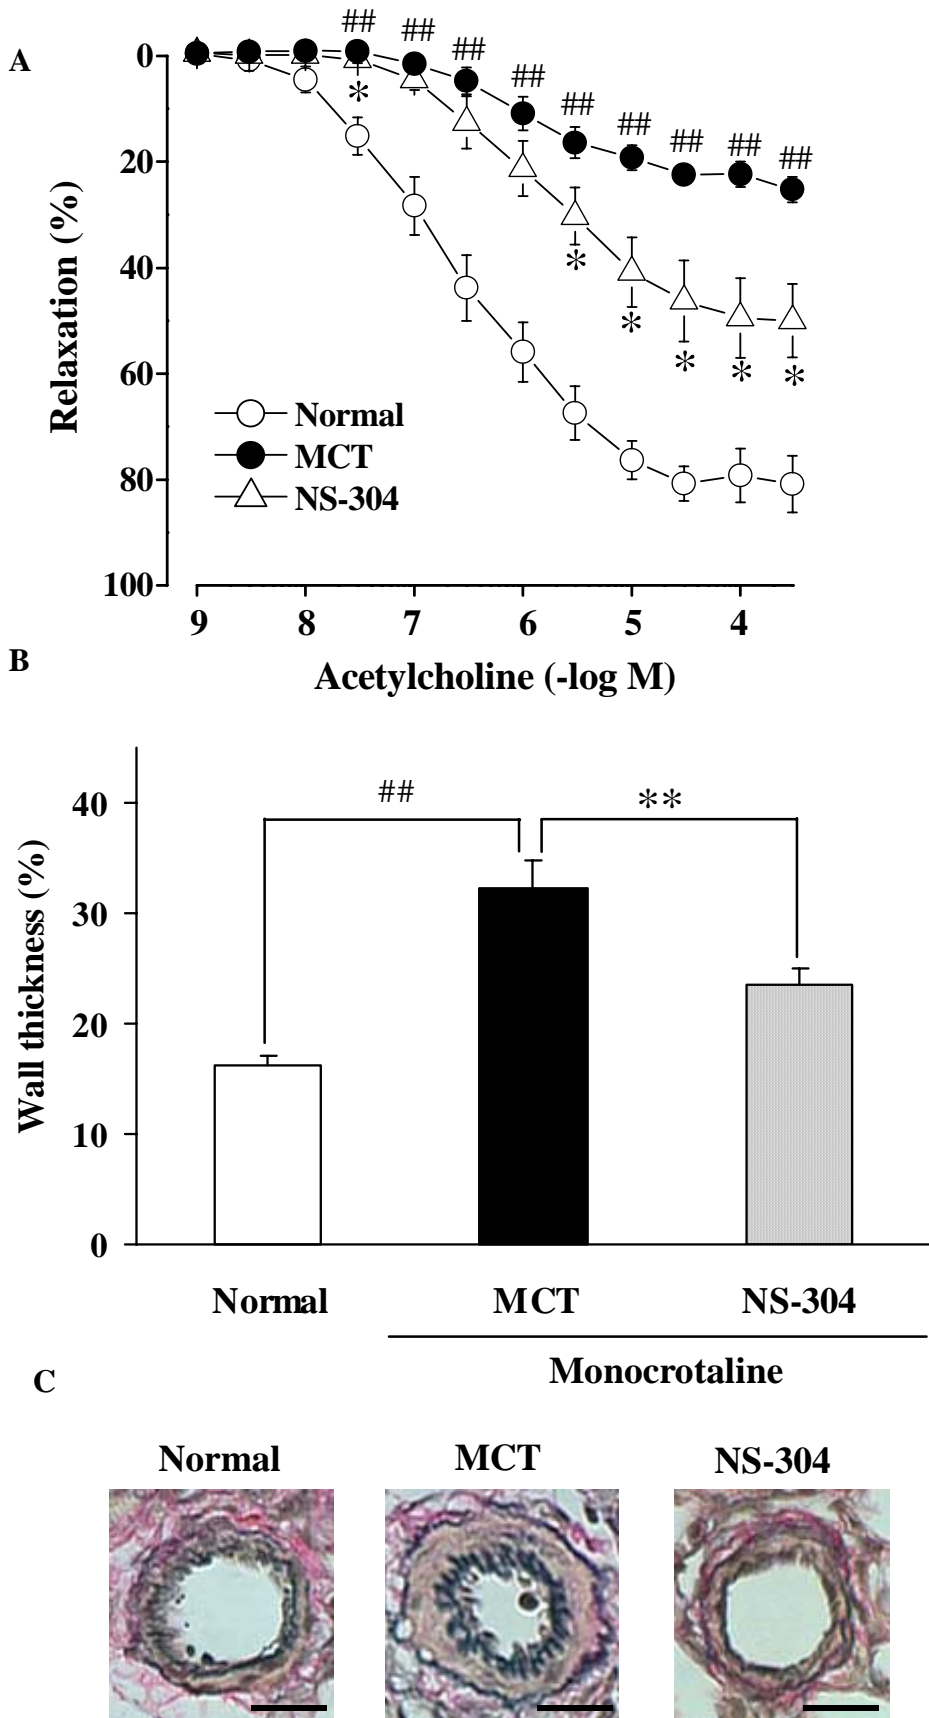 A
## ## ## ## ## ## ## ## ##
0
20
40
60
80
100
Relaxation (%)
* * * * * *
Normal
MCT
NS-304
9 8 7 6 5 4
Acetylcholine (-log M)
B
## **
40
30
20
10
0
Wall thickness (%)
Normal MCT NS-304
Monocrotaline
C
Normal MCT NS-304